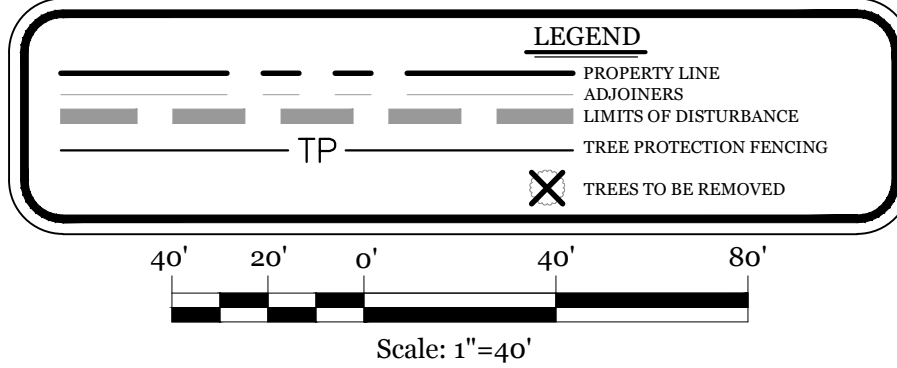 LEGEND
PROPERTY LINE
ADJOINERS
LIMITS OF DISTURBANCE
TP TREE PROTECTION FENCING
TREES TO BE REMOVED
40' 20' 0' 40' 80'
Scale: 1"=40'